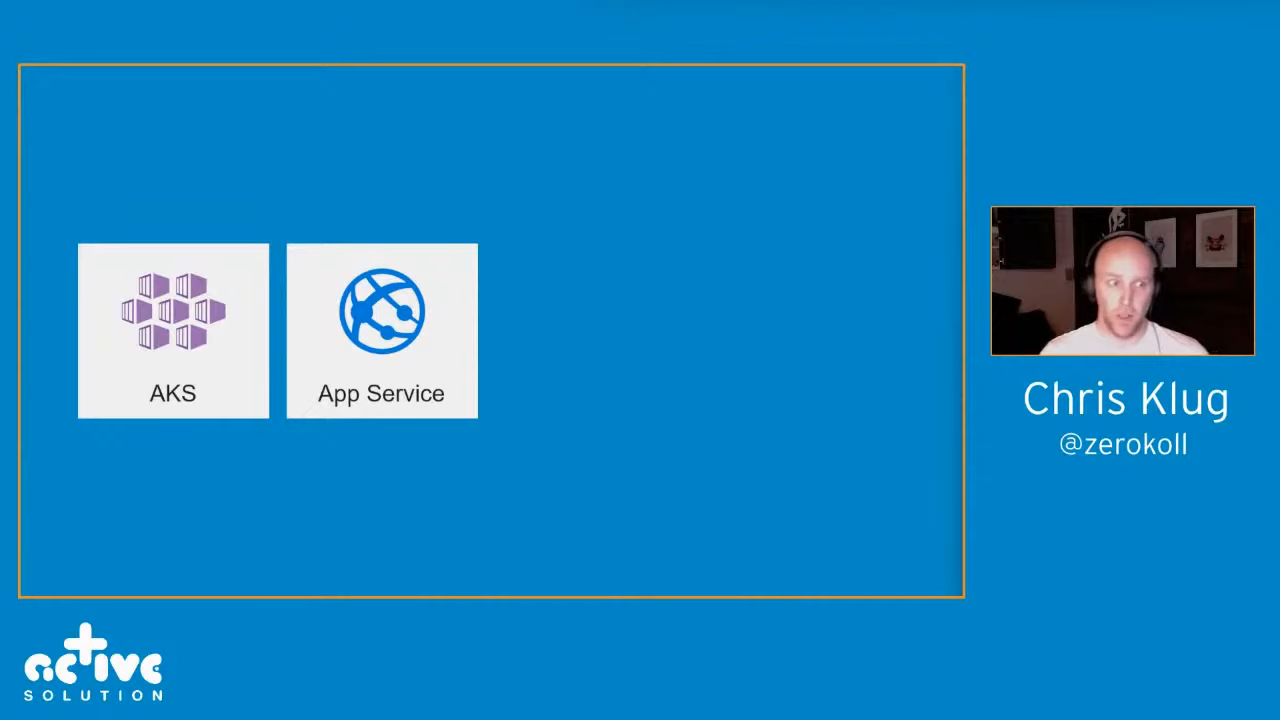 AKS
App Service
Chris Klug
@zerokoll
active
SOLUTION